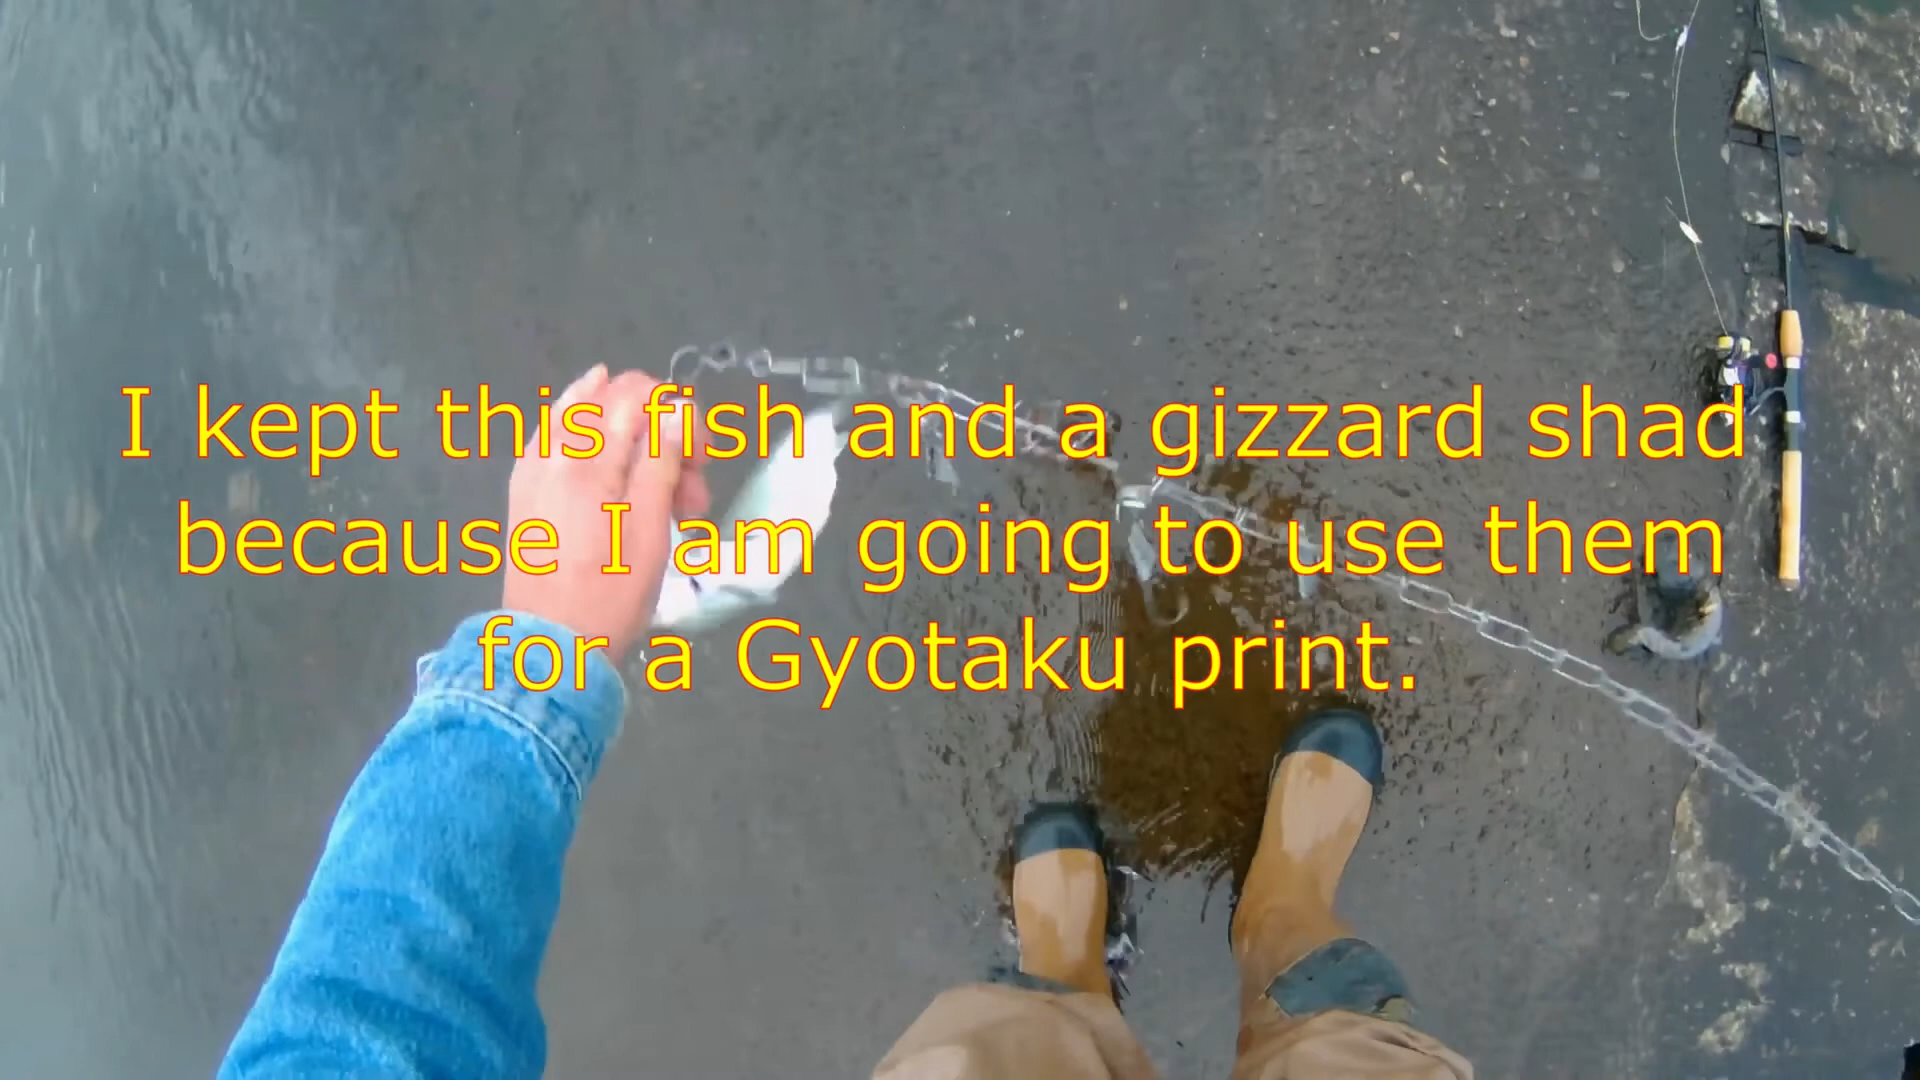 I kept this fish and a gizzard shad
because I am going to use them
for a Gyotaku print.